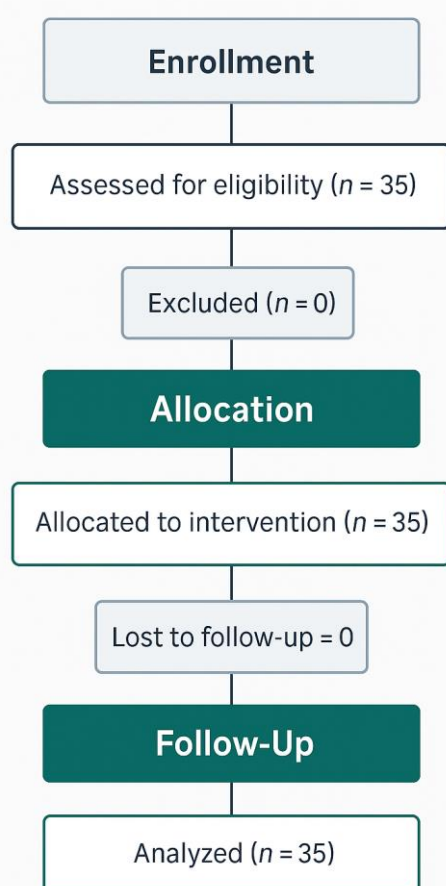 Enrollment
Assessed for eligibility (n = 35)
Excluded (n = 0)
Allocation
Allocated to intervention (n = 35)
Lost to follow-up = 0
Follow-Up
Analyzed (n = 35)